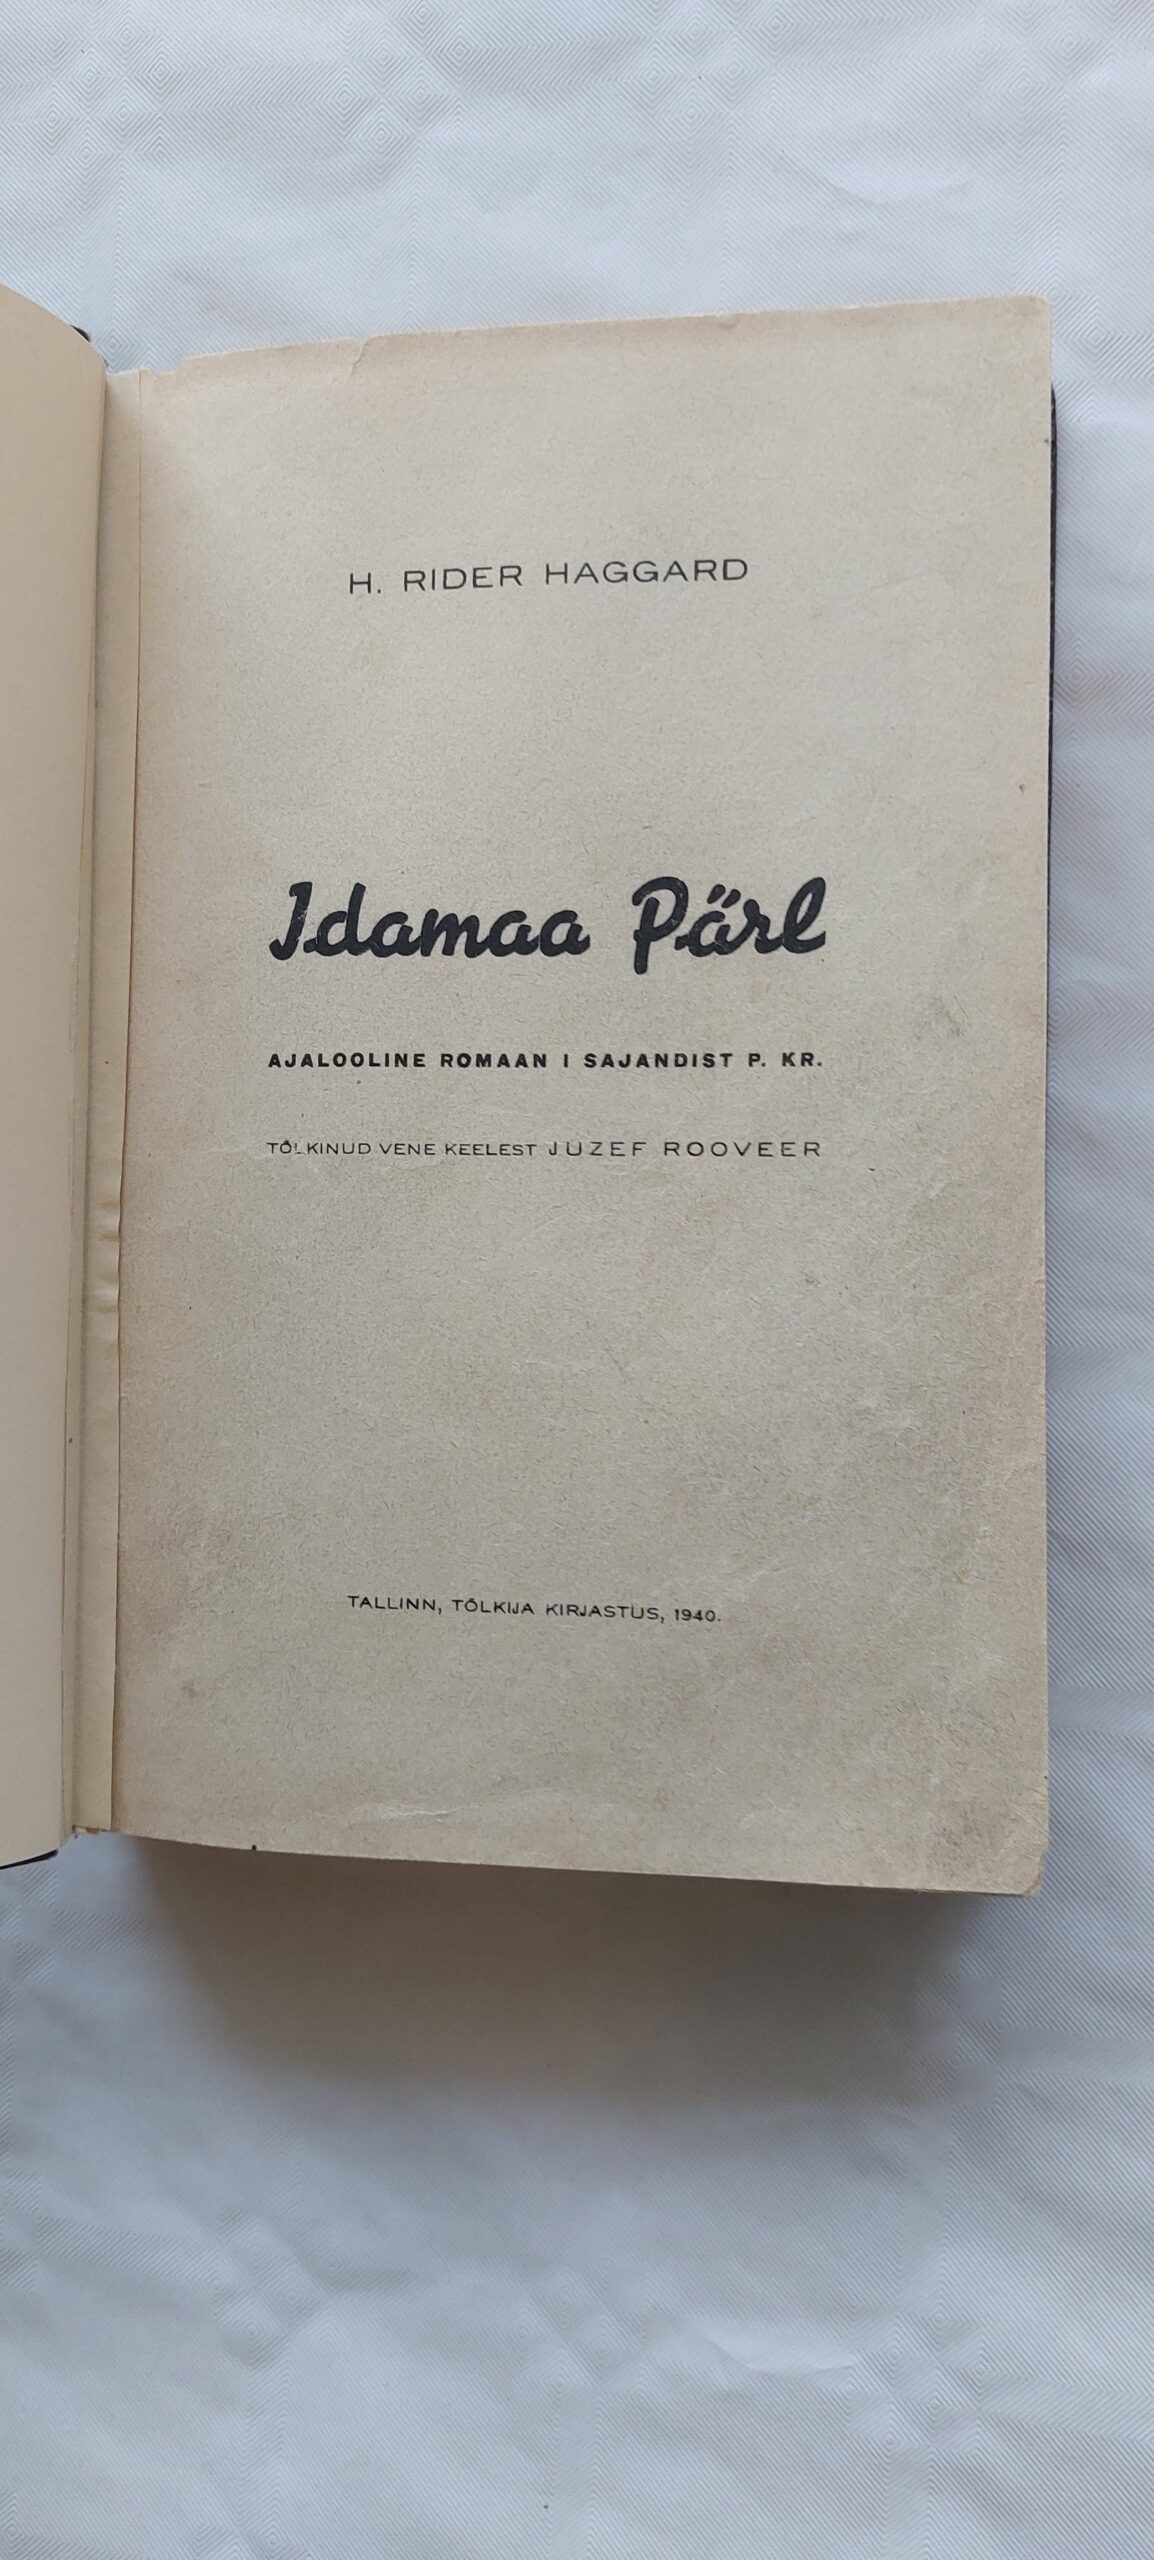 H. RIDER HAGGARD
Idamaa Pärl
AJALOOLINE ROMAAN I SAJANDIST P. KR.
TÕLKINUD VENE KEELEST JUZEF ROOVEER
TALLINN, TÕLKIJA KIRJASTUS, 1940.